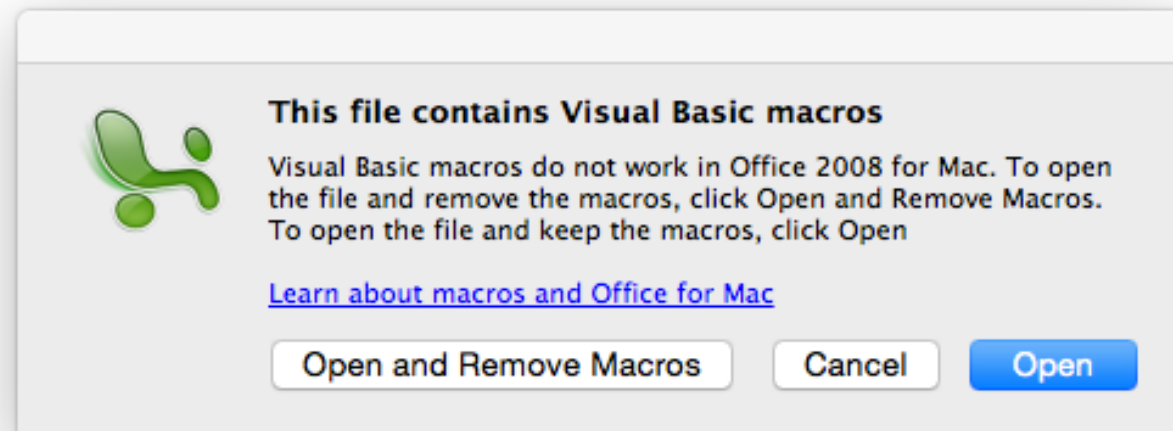 This file contains Visual Basic macros
Visual Basic macros do not work in Office 2008 for Mac. To open
the file and remove the macros, click Open and Remove Macros.
To open the file and keep the macros, click Open
Learn about macros and Office for Mac
Open and Remove Macros Cancel Open